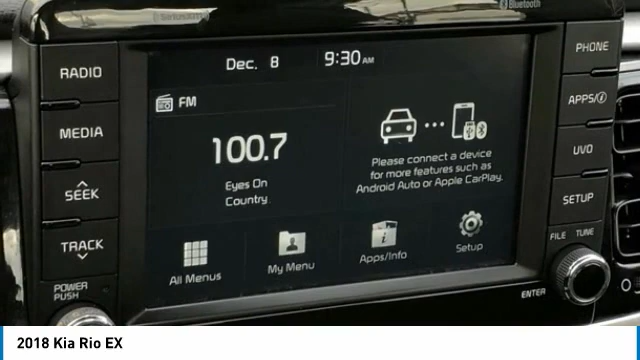 SiriusXM
Bluetooth
RADIO
MEDIA
SEEK
TRACK
POWER
PUSH
Dec. 8
9:30 AM
FM
100.7
Eyes On
Country
Please connect a device
for more features such as
Android Auto or Apple CarPlay.
All Menus
My Menu
Apps/Info
Setup
PHONE
APPS/i
UVO
SETUP
FILE TUNE
ENTER
2018 Kia Rio EX